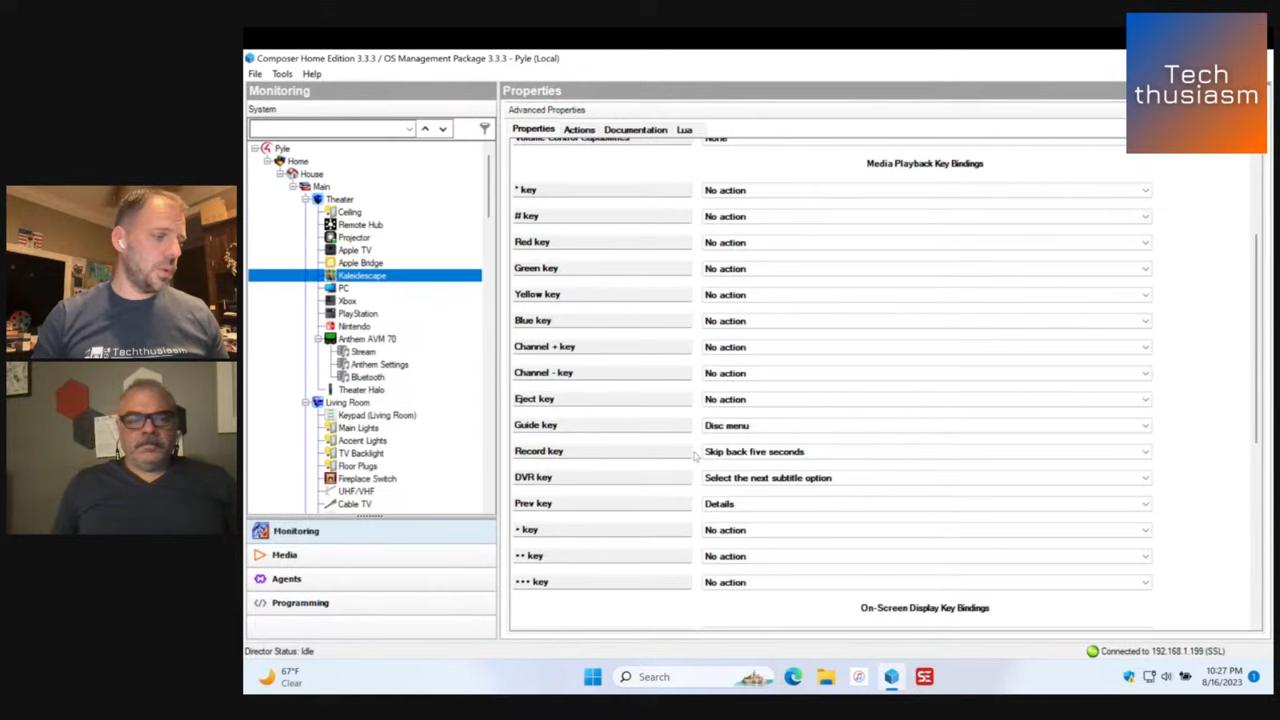 Composer Home Edition 3.3.3 / OS Management Package 3.3.3 - Pyle (Local)
File Tools Help
Tech
thusiasm
Monitoring
Properties
System
Advanced Properties
Properties Actions Documentation Lua
Volume Control Capabilities None
Media Playback Key Bindings
Pyle
Home
House
Main
Theater
Ceiling
Remote Hub
Projector
Apple TV
Apple Bridge
Kaleidescape
PC
Xbox
PlayStation
Nintendo
Anthem AVM 70
Stream
Anthem Settings
Bluetooth
Theater Halo
Living Room
Keypad (Living Room)
Main Lights
Accent Lights
TV Backlight
Floor Plugs
Fireplace Switch
UHF/VHF
Cable TV
* key No action
# key No action
Red key No action
Green key No action
Yellow key No action
Blue key No action
Channel + key No action
Channel - key No action
Eject key No action
Guide key Disc menu
Record key Skip back five seconds
DVR key Select the next subtitle option
Prev key Details
• key No action
•• key No action
••• key No action
On-Screen Display Key Bindings
Monitoring
Media
Agents
Programming
Techthusiasm
Director Status: Idle
Connected to 192.168.1.199 (SSL)
67°F
Clear
Search
SE
10:27 PM
8/16/2023
1